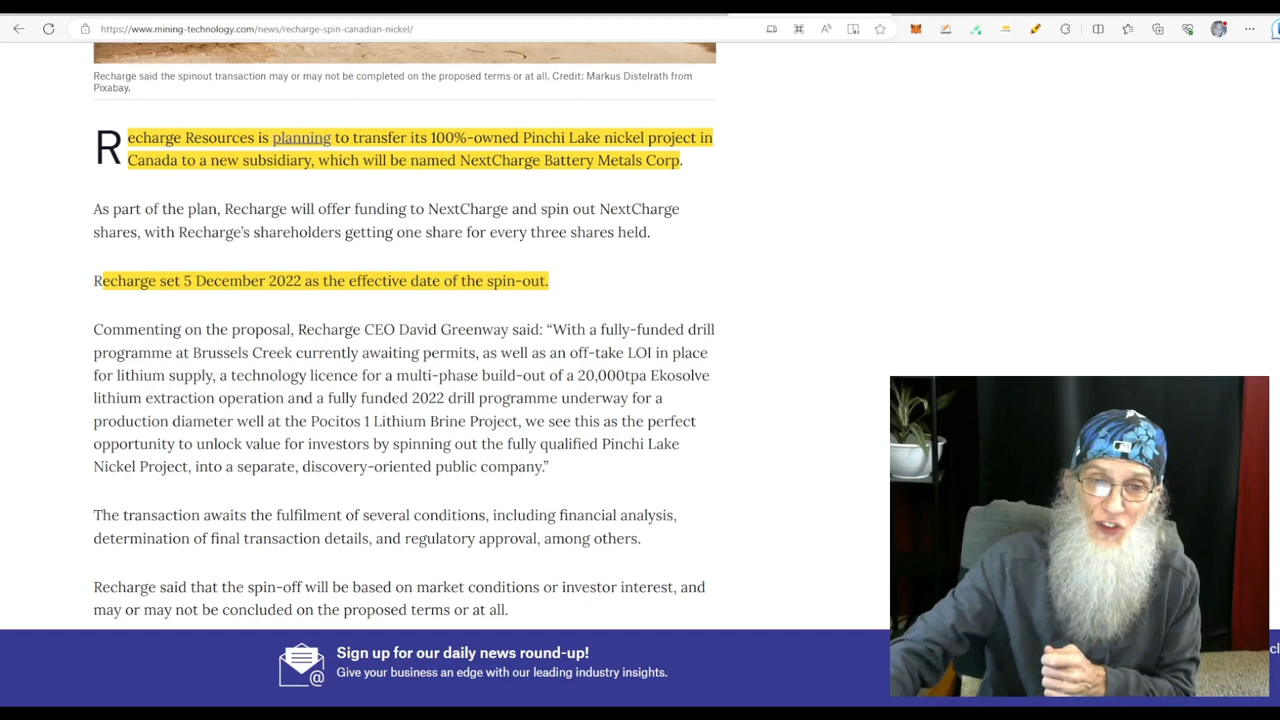 https://www.mining-technology.com/news/recharge-spin-canadian-nickel/
Recharge said the spinout transaction may or may not be completed on the proposed terms or at all. Credit: Markus Distelrath from
Pixabay.
Recharge Resources is planning to transfer its 100%-owned Pinchi Lake nickel project in
Canada to a new subsidiary, which will be named NextCharge Battery Metals Corp.
As part of the plan, Recharge will offer funding to NextCharge and spin out NextCharge
shares, with Recharge’s shareholders getting one share for every three shares held.
Recharge set 5 December 2022 as the effective date of the spin-out.
Commenting on the proposal, Recharge CEO David Greenway said: “With a fully-funded drill
programme at Brussels Creek currently awaiting permits, as well as an off-take LOI in place
for lithium supply, a technology licence for a multi-phase build-out of a 20,000tpa Ekosolve
lithium extraction operation and a fully funded 2022 drill programme underway for a
production diameter well at the Pocitos 1 Lithium Brine Project, we see this as the perfect
opportunity to unlock value for investors by spinning out the fully qualified Pinchi Lake
Nickel Project, into a separate, discovery-oriented public company.”
The transaction awaits the fulfilment of several conditions, including financial analysis,
determination of final transaction details, and regulatory approval, among others.
Recharge said that the spin-off will be based on market conditions or investor interest, and
may or may not be concluded on the proposed terms or at all.
Sign up for our daily news round-up!
Give your business an edge with our leading industry insights.